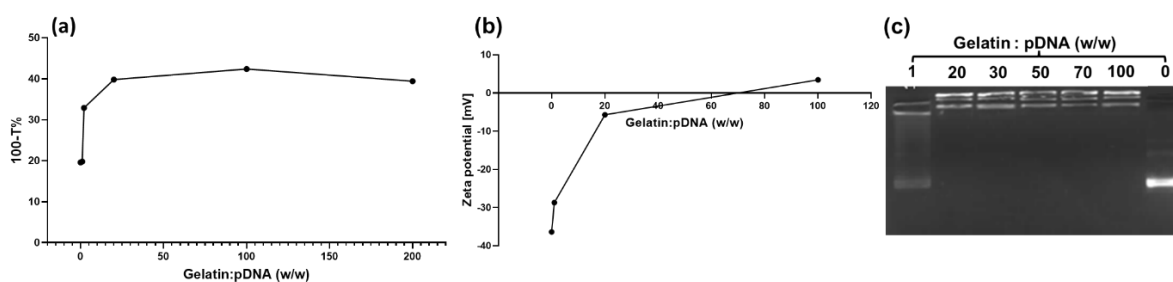 (a)
50
40
30
20
10
0
100-T%
0 50 100 150 200
Gelatin:pDNA (w/w)
(b)
10
0
-10
-20
-30
-40
Zeta potential [mV]
0 20 40 60 80 100 120
Gelatin:pDNA (w/w)
(c)
Gelatin : pDNA (w/w)
1 20 30 50 70 100 0